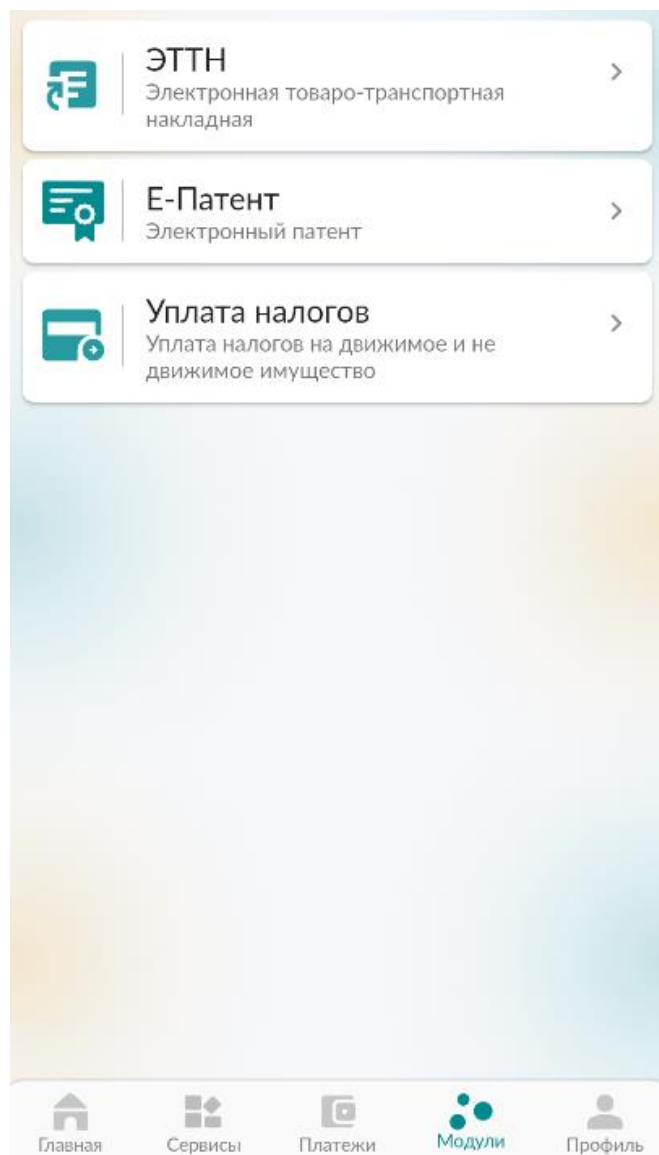 ЭТТН
Электронная товаро-транспортная
накладная
Е-Патент
Электронный патент
Уплата налогов
Уплата налогов на движимое и не
движимое имущество
Главная
Сервисы
Платежи
Модули
Профиль